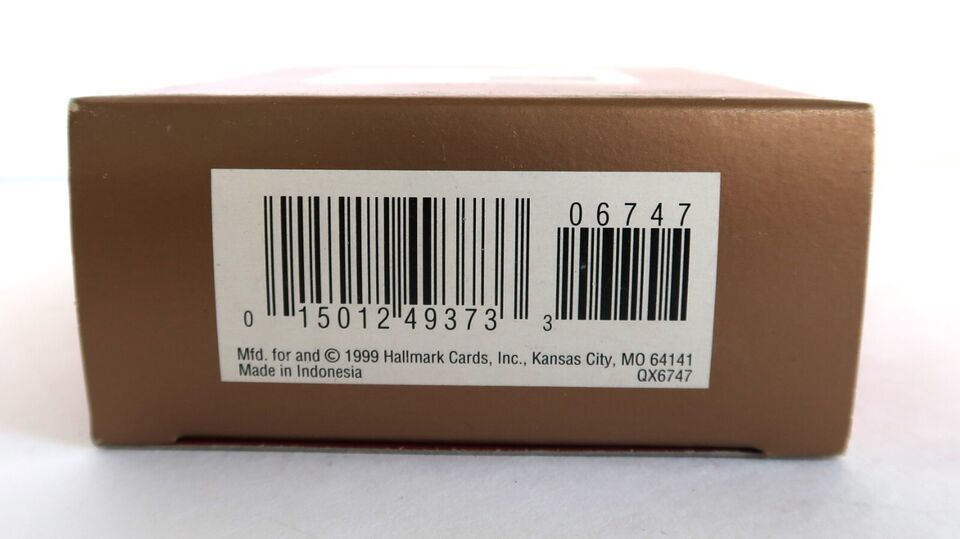 06747
0 15012 49373 3
Mfd. for and © 1999 Hallmark Cards, Inc., Kansas City, MO 64141
Made in Indonesia QX6747